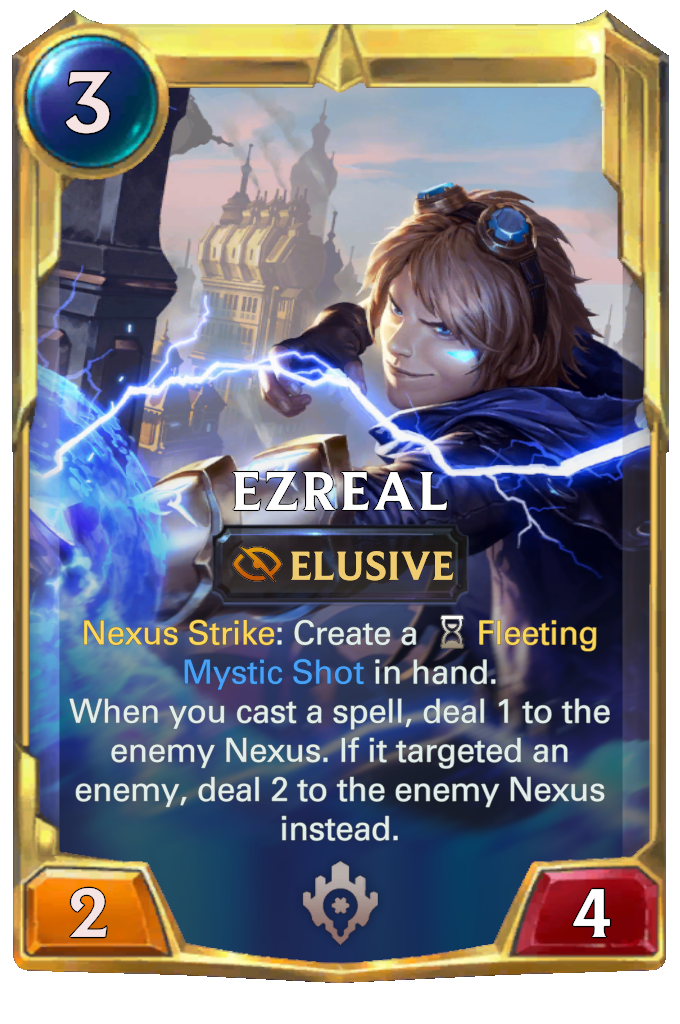 3
EZREAL
ELUSIVE
Nexus Strike: Create a Fleeting
Mystic Shot in hand.
When you cast a spell, deal 1 to the
enemy Nexus. If it targeted an
enemy, deal 2 to the enemy Nexus
instead.
2
4